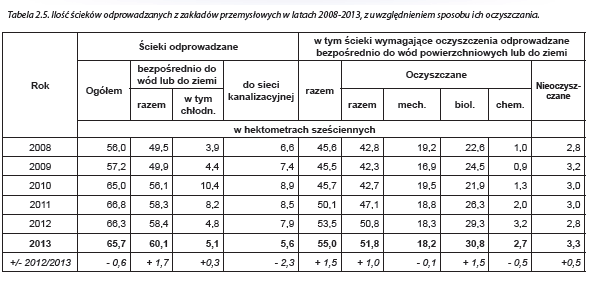 Tabela 2.5. Ilość ścieków odprowadzanych z zakładów przemysłowych w latach 2008-2013, z uwzględnieniem sposobu ich oczyszczania.
Rok
Ścieki odprowadzane
w tym ścieki wymagające oczyszczenia odprowadzane
bezpośrednio do wód powierzchniowych lub do ziemi
Ogółem
bezpośrednio do
wód lub do ziemi
do sieci
kanalizacyjnej
razem
Oczyszczane
Nieoczysz-
czane
razem
w tym
chłodn.
razem
mech.
biol.
chem.
w hektometrach sześciennych
2008 56,0 49,5 3,9 6,6 45,6 42,8 19,2 22,6 1,0 2,8
2009 57,2 49,9 4,4 7,4 45,5 42,3 16,9 24,5 0,9 3,2
2010 65,0 56,1 10,4 8,9 45,7 42,7 19,5 21,9 1,3 3,0
2011 66,8 58,3 8,2 8,5 50,1 47,1 18,8 26,3 2,0 3,0
2012 66,3 58,4 4,8 7,9 53,5 50,8 18,3 29,3 3,2 2,8
2013 65,7 60,1 5,1 5,6 55,0 51,8 18,2 30,8 2,7 3,3
+/- 2012/2013 - 0,6 + 1,7 +0,3 - 2,3 + 1,5 + 1,0 - 0,1 + 1,5 - 0,5 +0,5